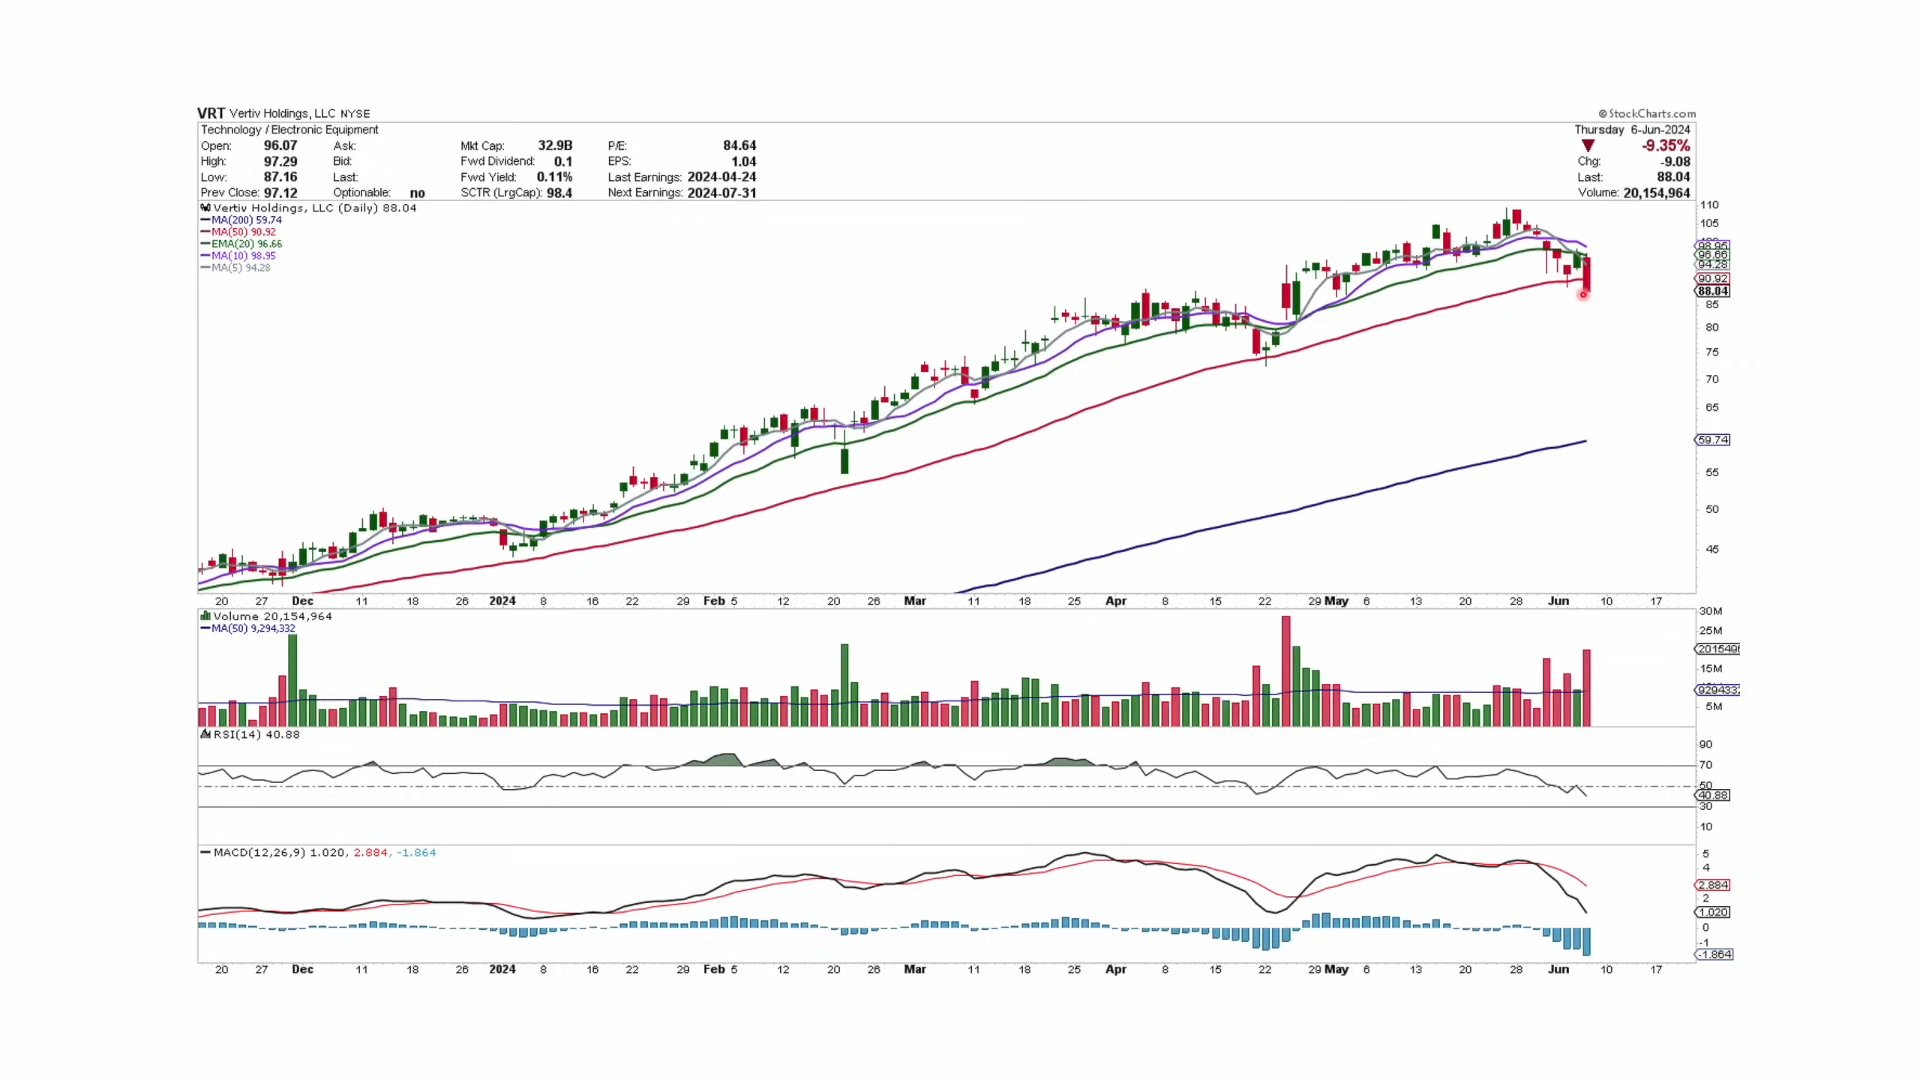 VRT Vertiv Holdings, LLC NYSE
© StockCharts.com
Technology / Electronic Equipment
Thursday 6-Jun-2024
Open: 96.07 Ask: Mkt Cap: 32.9B P/E: 84.64
-9.35%
High: 97.29 Bid: Fwd Dividend: 0.1 EPS: 1.04
Chg: -9.08
Low: 87.16 Last: Fwd Yield: 0.11% Last Earnings: 2024-04-24
Last: 88.04
Prev Close: 97.12 Optionable: no SCTR (LrgCap): 98.4 Next Earnings: 2024-07-31
Volume: 20,154,964
Vertiv Holdings, LLC (Daily) 88.04
MA(200) 59.74
MA(50) 90.92
EMA(20) 96.66
MA(10) 98.95
MA(5) 94.28
110
105
98.95
96.66
94.28
90.92
88.04
85
80
75
70
65
59.74
55
50
45
20 27 Dec 11 18 26 2024 8 16 22 29 Feb 5 12 20 26 Mar 11 18 25 Apr 8 15 22 29 May 6 13 20 28 Jun 10 17
Volume 20,154,964
MA(50) 9,294,332
30M
25M
15M
5M
RSI(14) 40.88
90
70
50
40.88
30
10
MACD(12,26,9) 1.020, 2.884, -1.864
5
4
2.884
2
1.020
0
-1
-1.864
20 27 Dec 11 18 26 2024 8 16 22 29 Feb 5 12 20 26 Mar 11 18 25 Apr 8 15 22 29 May 6 13 20 28 Jun 10 17